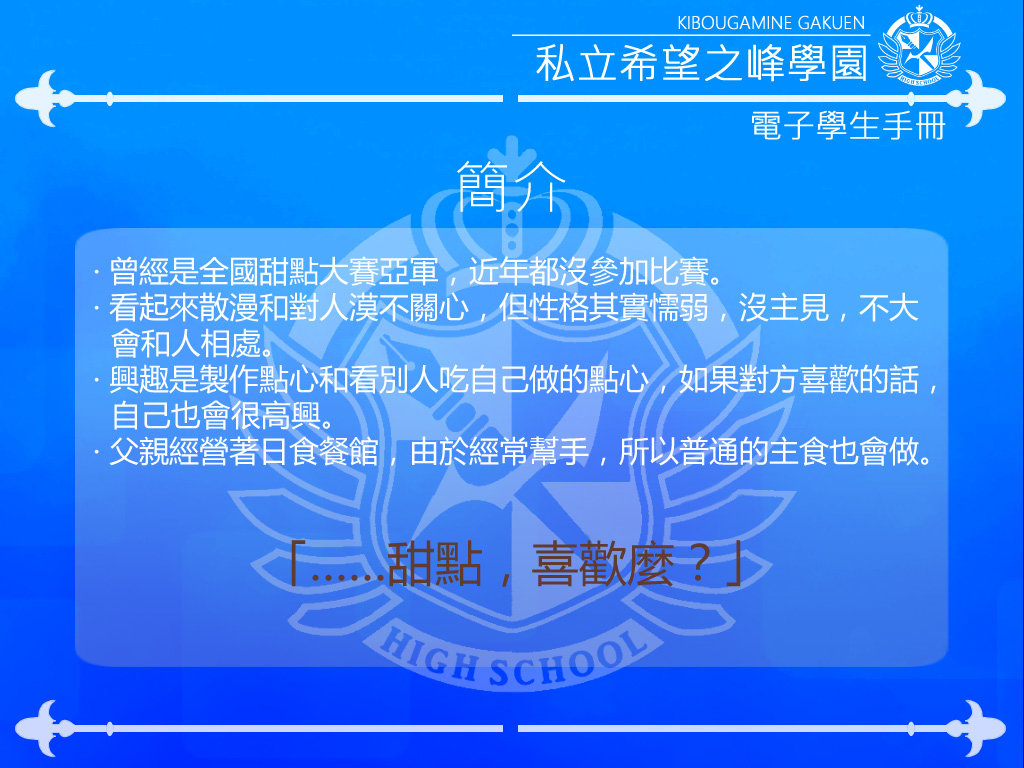 KIBOUGAMINE GAKUEN
私立希望之峰學園
HIGH SCHOOL
電子學生手冊
簡介
· 曾經是全國甜點大賽亞軍，近年都沒參加比賽。
· 看起來散漫和對人漠不關心，但性格其實懦弱，沒主見，不大
會和人相處。
· 興趣是製作點心和看別人吃自己做的點心，如果對方喜歡的話，
自己也會很高興。
· 父親經營著日食餐館，由於經常幫手，所以普通的主食也會做。
「......甜點，喜歡麼？」
HIGH SCHOOL